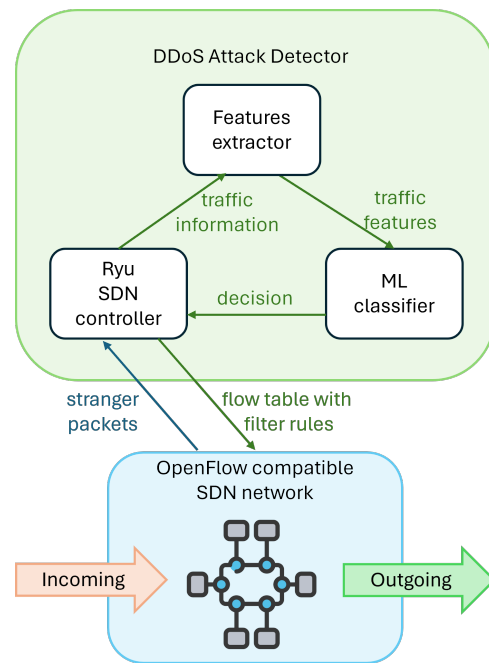 DDoS Attack Detector
Features
extractor
traffic
information
traffic
features
Ryu
SDN
controller
decision
ML
classifier
stranger
packets
flow table with
filter rules
OpenFlow compatible
SDN network
Incoming
Outgoing